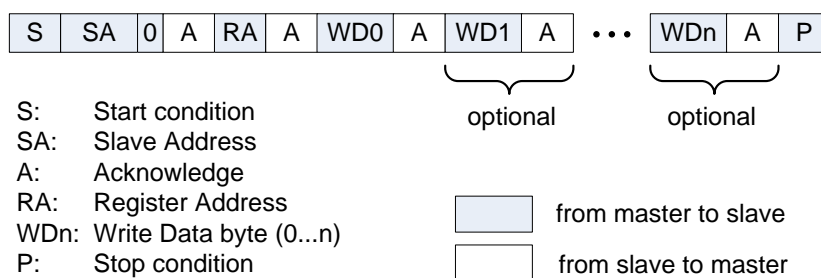 S SA 0 A RA A WD0 A WD1 A ••• WDn A P
optional optional
S: Start condition
SA: Slave Address
A: Acknowledge
RA: Register Address
WDn: Write Data byte (0...n)
P: Stop condition
from master to slave
from slave to master